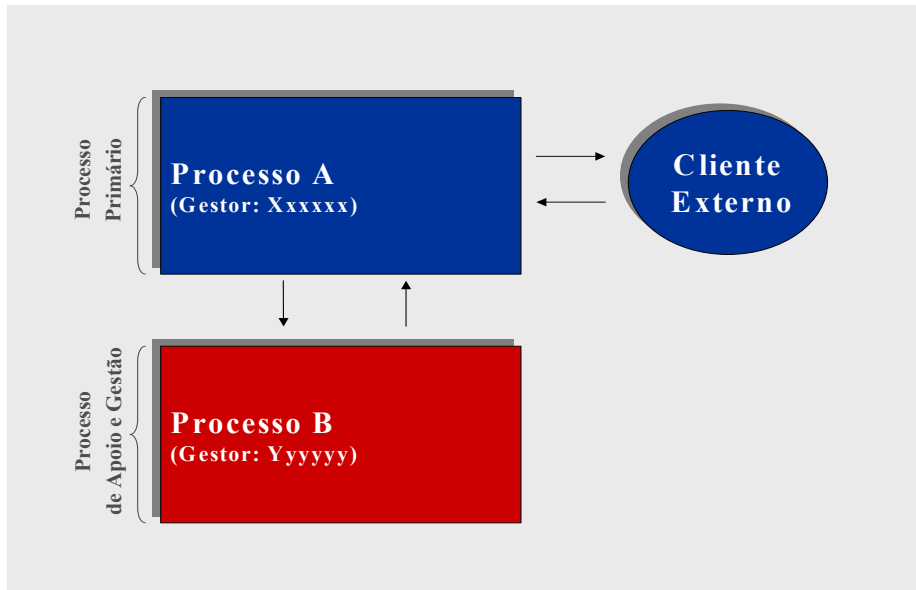 Processo
Primário
Processo A
(Gestor: Xxxxxx)
Cliente
Externo
Processo
de Apoio e Gestão
Processo B
(Gestor: Yyyyyy)